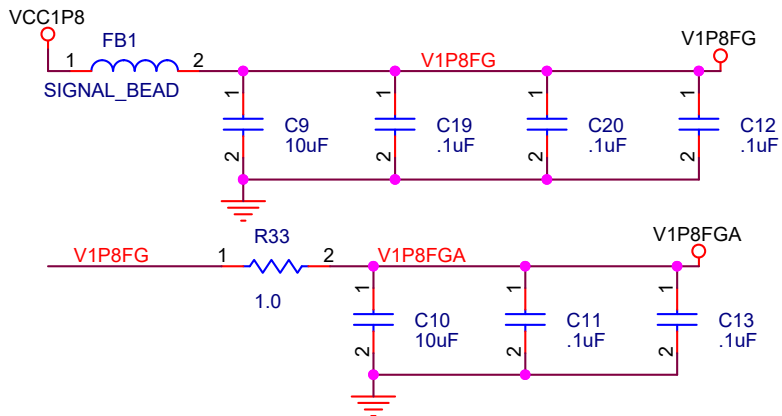 VCC1P8
FB1
1
2
SIGNAL_BEAD
V1P8FG
V1P8FG
1
2
C9
10uF
1
2
C19
.1uF
1
2
C20
.1uF
1
2
C12
.1uF
V1P8FG
1
R33
2
1.0
V1P8FGA
V1P8FGA
1
2
C10
10uF
1
2
C11
.1uF
1
2
C13
.1uF